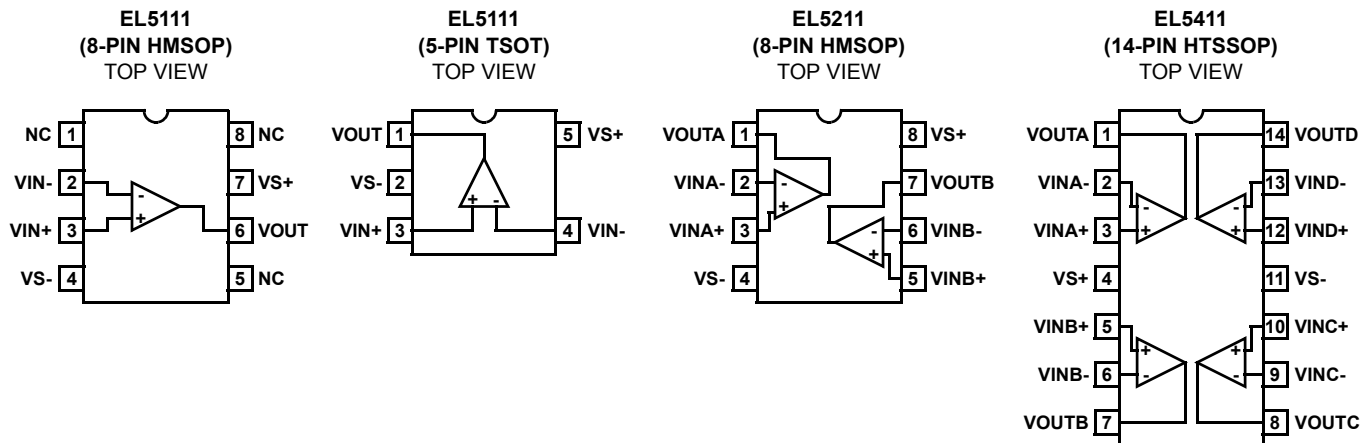 EL5111
(8-PIN HMSOP)
TOP VIEW
NC 1
8 NC
VIN- 2
7 VS+
-
+
VIN+ 3
6 VOUT
VS- 4
5 NC
EL5111
(5-PIN TSOT)
TOP VIEW
VOUT 1
5 VS+
VS- 2
+ -
VIN+ 3
4 VIN-
EL5211
(8-PIN HMSOP)
TOP VIEW
VOUTA 1
8 VS+
VINA- 2
-
7 VOUTB
+
VINA+ 3
-
6 VINB-
+
VS- 4
5 VINB+
EL5411
(14-PIN HTSSOP)
TOP VIEW
VOUTA 1
14 VOUTD
VINA- 2
13 VIND-
- -
VINA+ 3
+ +
12 VIND+
VS+ 4
11 VS-
VINB+ 5
10 VINC+
+ +
VINB- 6
- -
9 VINC-
VOUTB 7
8 VOUTC